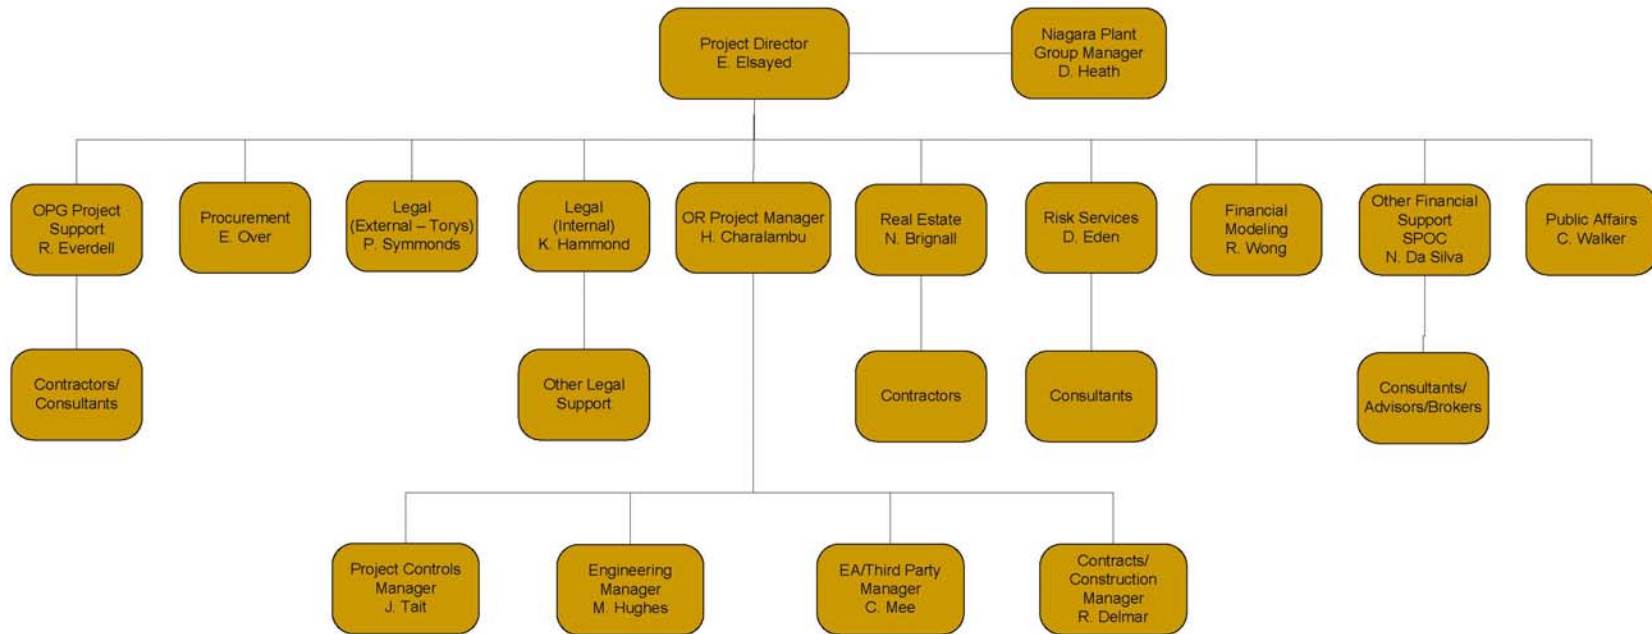 Project Director
E. Elsayed
Niagara Plant
Group Manager
D. Heath
OPG Project
Support
R. Everdell
Procurement
E. Over
Legal
(External – Torys)
P. Symmonds
Legal
(Internal)
K. Hammond
OR Project Manager
H. Charalambu
Real Estate
N. Brignall
Risk Services
D. Eden
Financial
Modeling
R. Wong
Other Financial
Support
SPOC
N. Da Silva
Public Affairs
C. Walker
Contractors/
Consultants
Other Legal
Support
Contractors
Consultants
Consultants/
Advisors/Brokers
Project Controls
Manager
J. Tait
Engineering
Manager
M. Hughes
EA/Third Party
Manager
C. Mee
Contracts/
Construction
Manager
R. Delmar